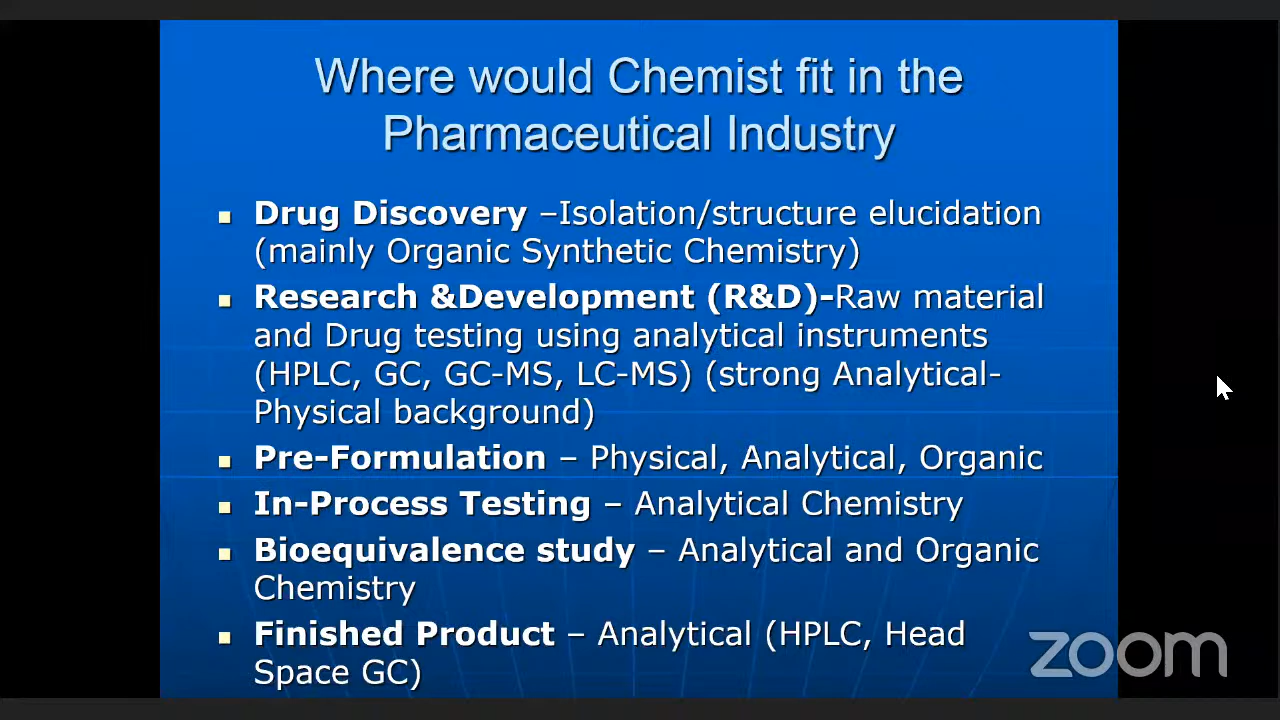 Where would Chemist fit in the
Pharmaceutical Industry
Drug Discovery –Isolation/structure elucidation
(mainly Organic Synthetic Chemistry)
Research &Development (R&D)-Raw material
and Drug testing using analytical instruments
(HPLC, GC, GC-MS, LC-MS) (strong Analytical-
Physical background)
Pre-Formulation – Physical, Analytical, Organic
In-Process Testing – Analytical Chemistry
Bioequivalence study – Analytical and Organic
Chemistry
Finished Product – Analytical (HPLC, Head
Space GC)
zoom